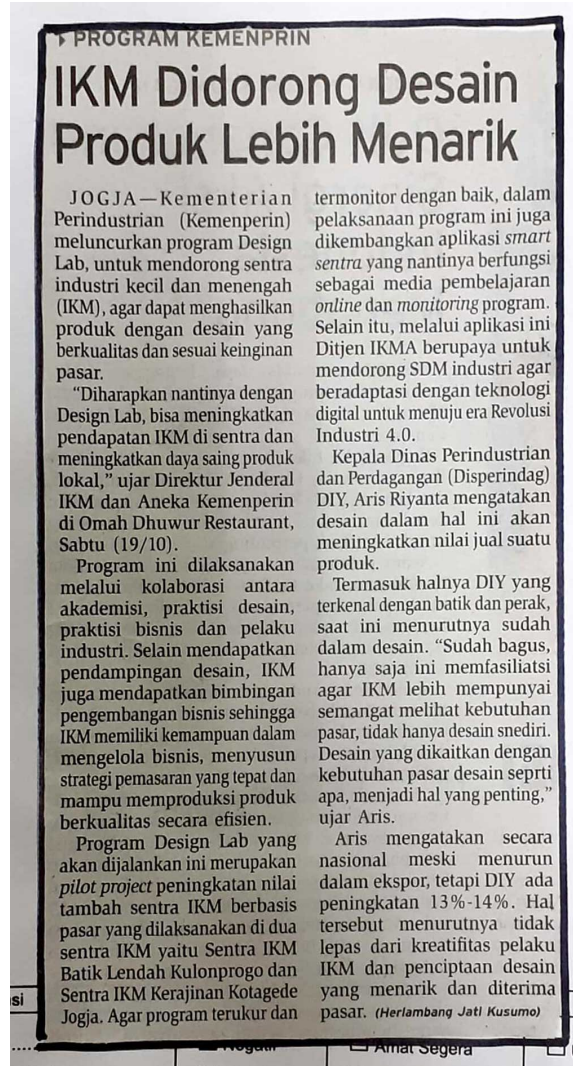 PROGRAM KEMENPRIN
IKM Didorong Desain
Produk Lebih Menarik
JOGJA—Kementerian
Perindustrian (Kemenperin)
meluncurkan program Design
Lab, untuk mendorong sentra
industri kecil dan menengah
(IKM), agar dapat menghasilkan
produk dengan desain yang
berkualitas dan sesuai keinginan
pasar.
“Diharapkan nantinya dengan
Design Lab, bisa meningkatkan
pendapatan IKM di sentra dan
meningkatkan daya saing produk
lokal,” ujar Direktur Jenderal
IKM dan Aneka Kemenperin
di Omah Dhuwur Restaurant,
Sabtu (19/10).
Program ini dilaksanakan
melalui kolaborasi antara
akademisi, praktisi desain,
praktisi bisnis dan pelaku
industri. Selain mendapatkan
pendampingan desain, IKM
juga mendapatkan bimbingan
pengembangan bisnis sehingga
IKM memiliki kemampuan dalam
mengelola bisnis, menyusun
strategi pemasaran yang tepat dan
mampu memproduksi produk
berkualitas secara efisien.
Program Design Lab yang
akan dijalankan ini merupakan
pilot project peningkatan nilai
tambah sentra IKM berbasis
pasar yang dilaksanakan di dua
sentra IKM yaitu Sentra IKM
Batik Lendah Kulonprogo dan
Sentra IKM Kerajinan Kotagede
Jogja. Agar program terukur dan
termonitor dengan baik, dalam
pelaksanaan program ini juga
dikembangkan aplikasi smart
sentra yang nantinya berfungsi
sebagai media pembelajaran
online dan monitoring program.
Selain itu, melalui aplikasi ini
Ditjen IKMA berupaya untuk
mendorong SDM industri agar
beradaptasi dengan teknologi
digital untuk menuju era Revolusi
Industri 4.0.
Kepala Dinas Perindustrian
dan Perdagangan (Disperindag)
DIY, Aris Riyanta mengatakan
desain dalam hal ini akan
meningkatkan nilai jual suatu
produk.
Termasuk halnya DIY yang
terkenal dengan batik dan perak,
saat ini menurutnya sudah
dalam desain. “Sudah bagus,
hanya saja ini memfasiliatsi
agar IKM lebih mempunyai
semangat melihat kebutuhan
pasar, tidak hanya desain snediri.
Desain yang dikaitkan dengan
kebutuhan pasar desain seprti
apa, menjadi hal yang penting,”
ujar Aris.
Aris mengatakan secara
nasional meski menurun
dalam ekspor, tetapi DIY ada
peningkatan 13%-14%. Hal
tersebut menurutnya tidak
lepas dari kreatifitas pelaku
IKM dan penciptaan desain
yang menarik dan diterima
pasar. (Herlambang Jati Kusumo)
si
Negatif
Amat Segera